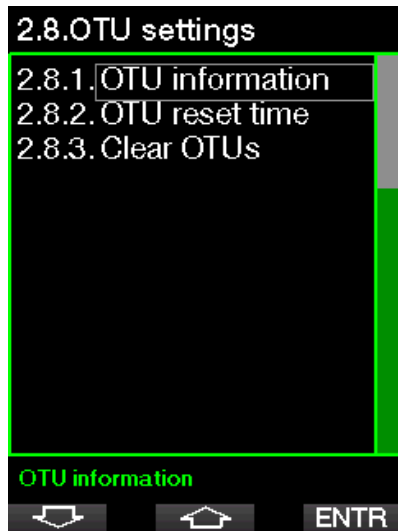 2.8.OTU settings
2.8.1. OTU information
2.8.2. OTU reset time
2.8.3. Clear OTUs
OTU information
ENTR